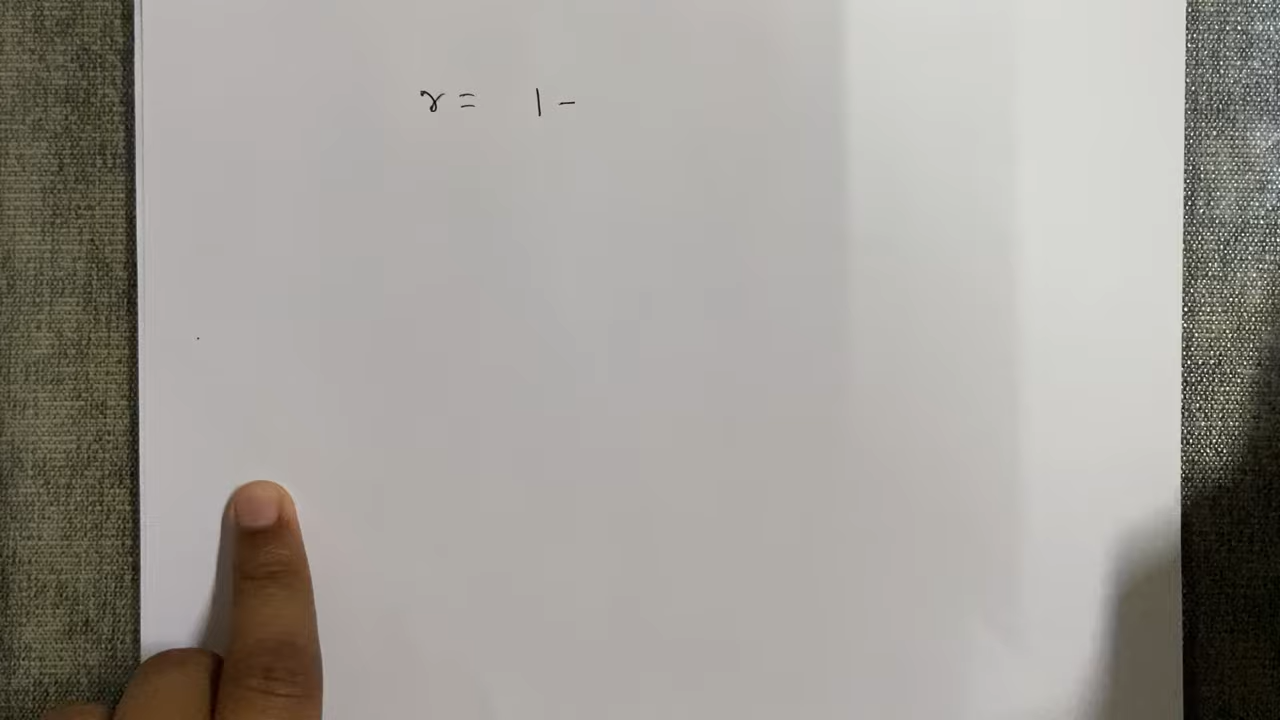 r = 1 -